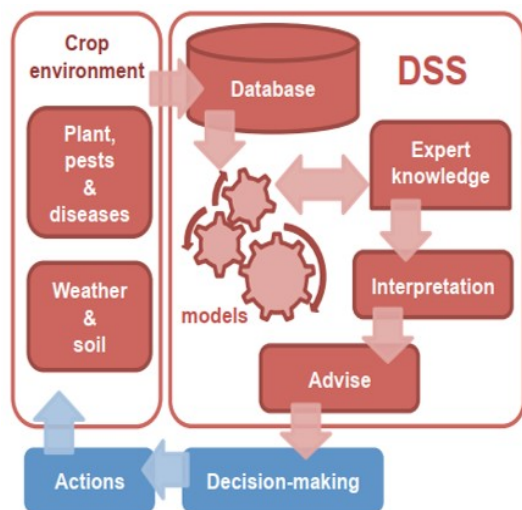 Crop
environment
Plant,
pests
&
diseases
Weather
&
soil
DSS
Database
Expert
knowledge
models
Interpretation
Advise
Decision-making
Actions